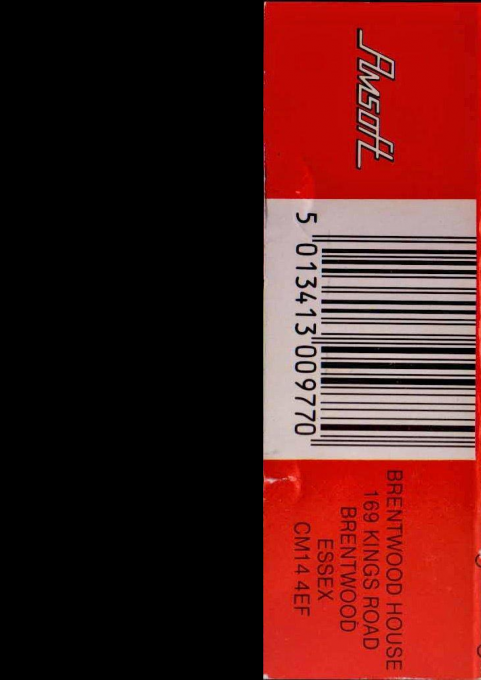 Amsoft
5 013413 009770
BRENTWOOD HOUSE
169 KINGS ROAD
BRENTWOOD
ESSEX
CM14 4EF